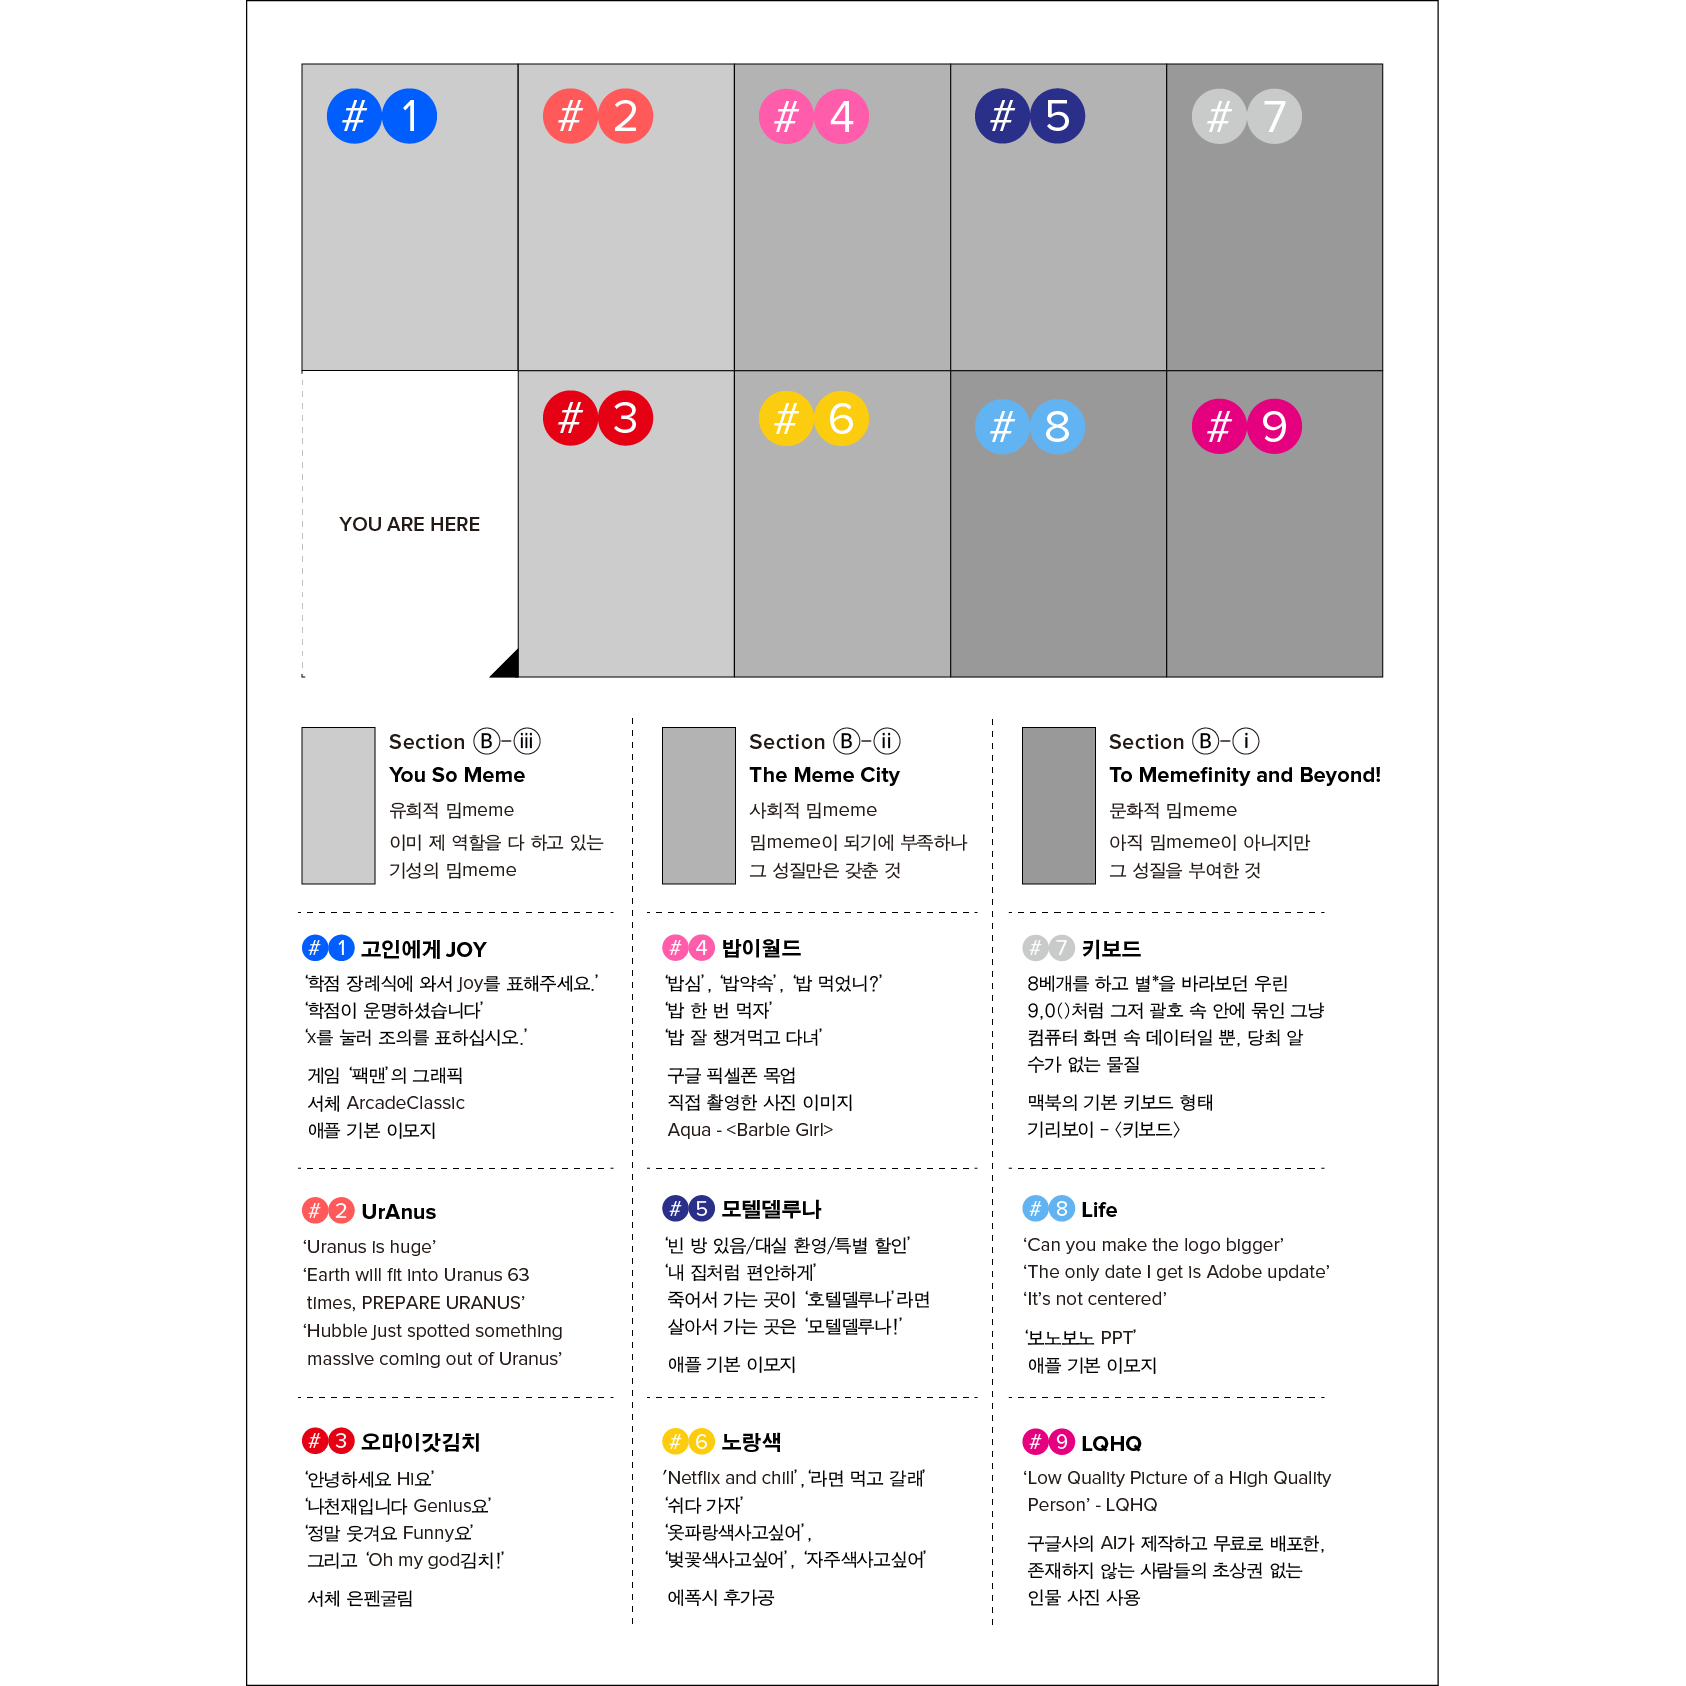 #1
#2
#4
#5
#7
YOU ARE HERE
#3
#6
#8
#9
Section Ⓑ-ⓘⓘⓘ
You So Meme
유희적 밈meme
이미 제 역할을 다 하고 있는
기성의 밈meme
Section Ⓑ-ⓘⓘ
The Meme City
사회적 밈meme
밈meme이 되기에 부족하나
그 성질만은 갖춘 것
Section Ⓑ-ⓘ
To Memefinity and Beyond!
문화적 밈meme
아직 밈meme이 아니지만
그 성질을 부여한 것
#1 고인에게 JOY
‘학점 장례식에 와서 Joy를 표해주세요.’
‘학점이 운명하셨습니다’
‘x를 눌러 조의를 표하십시오.’
게임 ‘팩맨’의 그래픽
서체 ArcadeClassic
애플 기본 이모지
#2 UrAnus
‘Uranus is huge’
‘Earth will fit into Uranus 63
times, PREPARE URANUS’
‘Hubble just spotted something
massive coming out of Uranus’
#3 오마이갓김치
‘안녕하세요 Hi요’
‘나천재입니다 Genius요’
‘정말 웃겨요 Funny요’
그리고 ‘Oh my god김치!’
서체 은펜굴림
#4 밥이월드
‘밥심’, ‘밥약속’, ‘밥 먹었니?’
‘밥 한 번 먹자’
‘밥 잘 챙겨먹고 다녀’
구글 픽셀폰 목업
직접 촬영한 사진 이미지
Aqua - <Barbie Girl>
#5 모텔델루나
‘빈 방 있음/대실 환영/특별 할인’
‘내 집처럼 편안하게’
죽어서 가는 곳이 ‘호텔델루나’라면
살아서 가는 곳은 ‘모텔델루나!’
애플 기본 이모지
#6 노랑색
‘Netflix and chill’, ‘라면 먹고 갈래’
‘쉬다 가자’
‘옷파랑색사고싶어’,
‘벚꽃색사고싶어’, ‘자주색사고싶어’
에폭시 후가공
#7 키보드
8베개를 하고 별*을 바라보던 우린
9,0()처럼 그저 괄호 속 안에 묶인 그냥
컴퓨터 화면 속 데이터일 뿐, 당최 알
수가 없는 물질
맥북의 기본 키보드 형태
기리보이 – 〈키보드〉
#8 Life
‘Can you make the logo bigger’
‘The only date I get is Adobe update’
‘It’s not centered’
‘보노보노 PPT’
애플 기본 이모지
#9 LQHQ
‘Low Quality Picture of a High Quality
Person’ - LQHQ
구글사의 AI가 제작하고 무료로 배포한,
존재하지 않는 사람들의 초상권 없는
인물 사진 사용